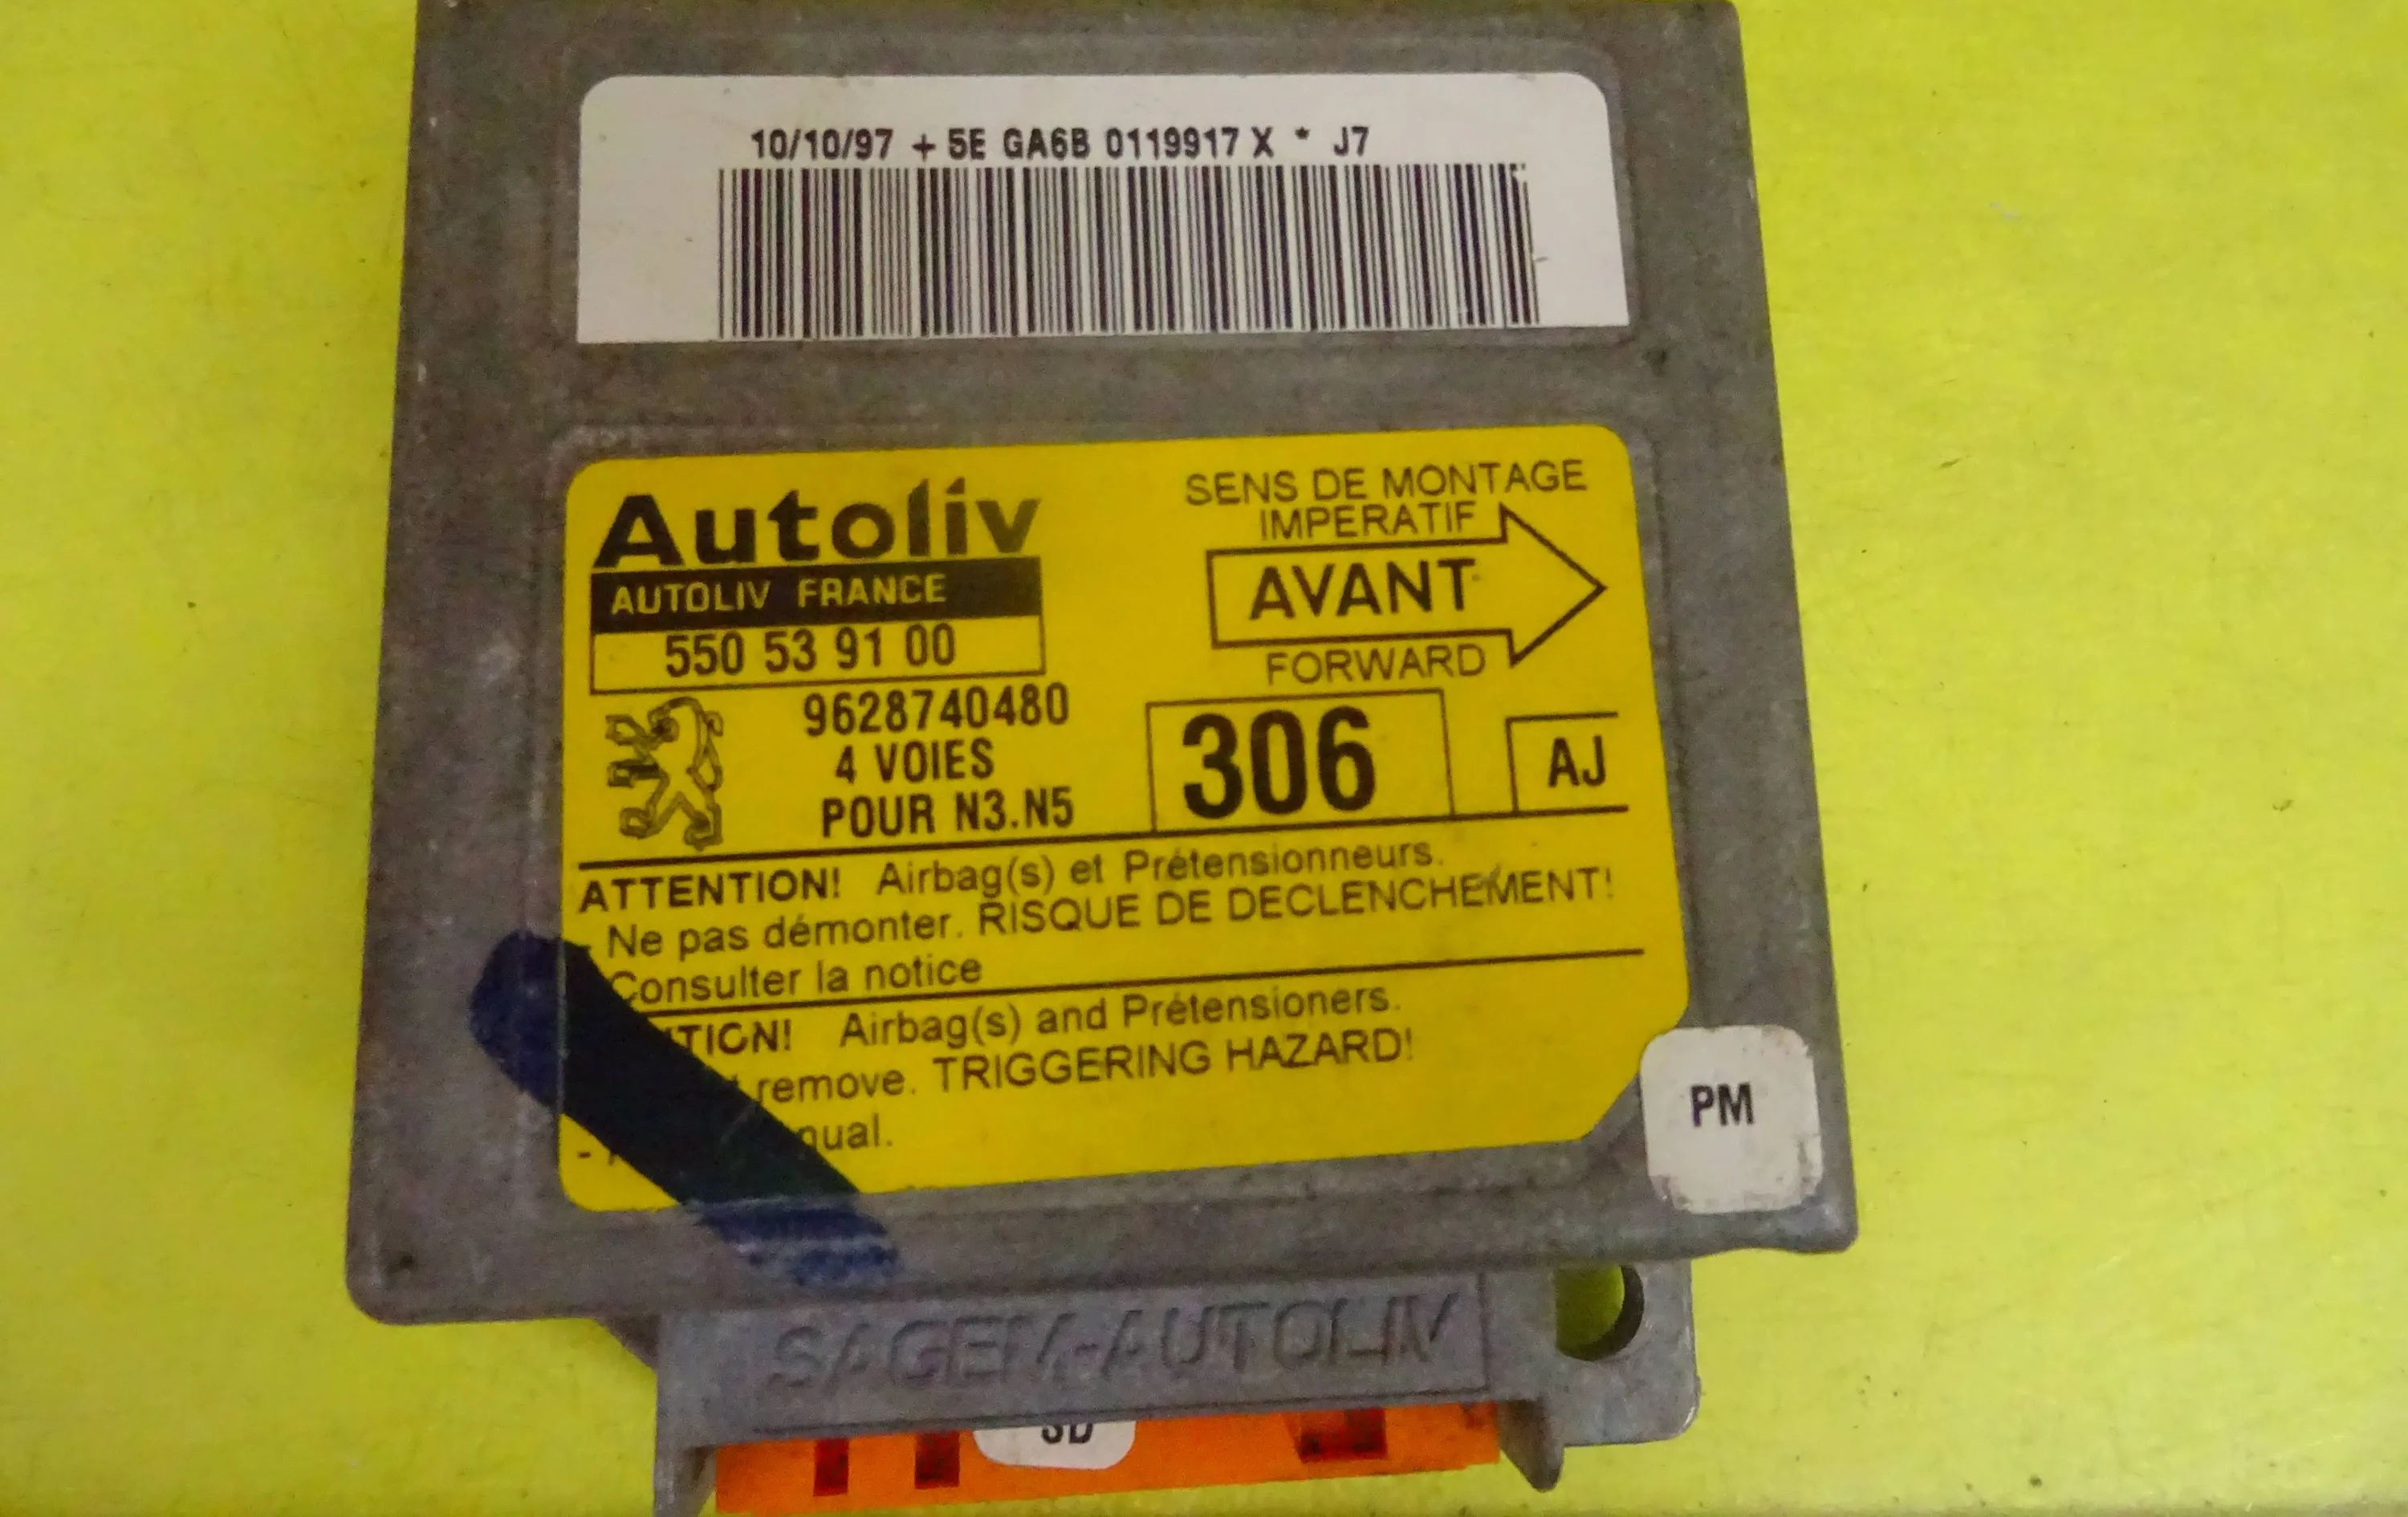 10/10/97 + 5E GA6B 0119917 X * J7
Autoliv
AUTOLIV FRANCE
550 53 91 00
SENS DE MONTAGE
IMPERATIF
AVANT
FORWARD
9628740480
4 VOIES
POUR N3.N5
306
AJ
ATTENTION! Airbag(s) et Prétensionneurs.
- Ne pas démonter. RISQUE DE DECLENCHEMENT!
Consulter la notice
Airbag(s) and Prétensioners.
remove. TRIGGERING HAZARD!
PM
SAGEM-AUTOLIV